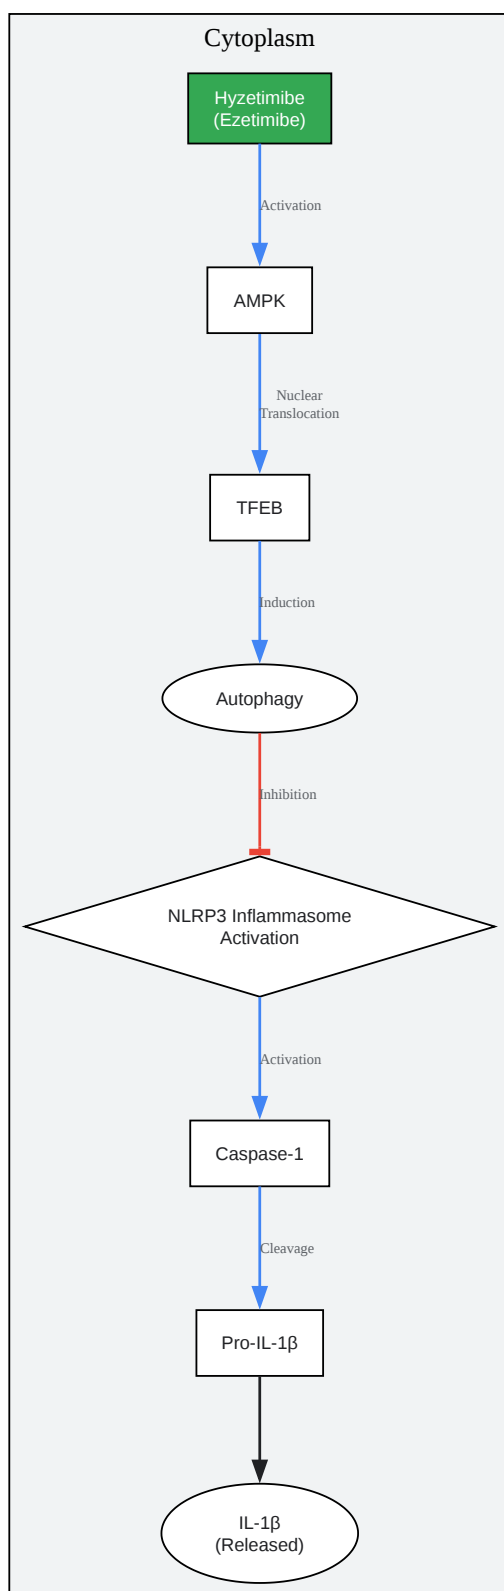 Cytoplasm
Hyzetimibe
(Ezetimibe)
Activation
AMPK
Nuclear
Translocation
TFEB
Induction
Autophagy
Inhibition
NLRP3 Inflammasome
Activation
Activation
Caspase-1
Cleavage
Pro-IL-1β
IL-1β
(Released)